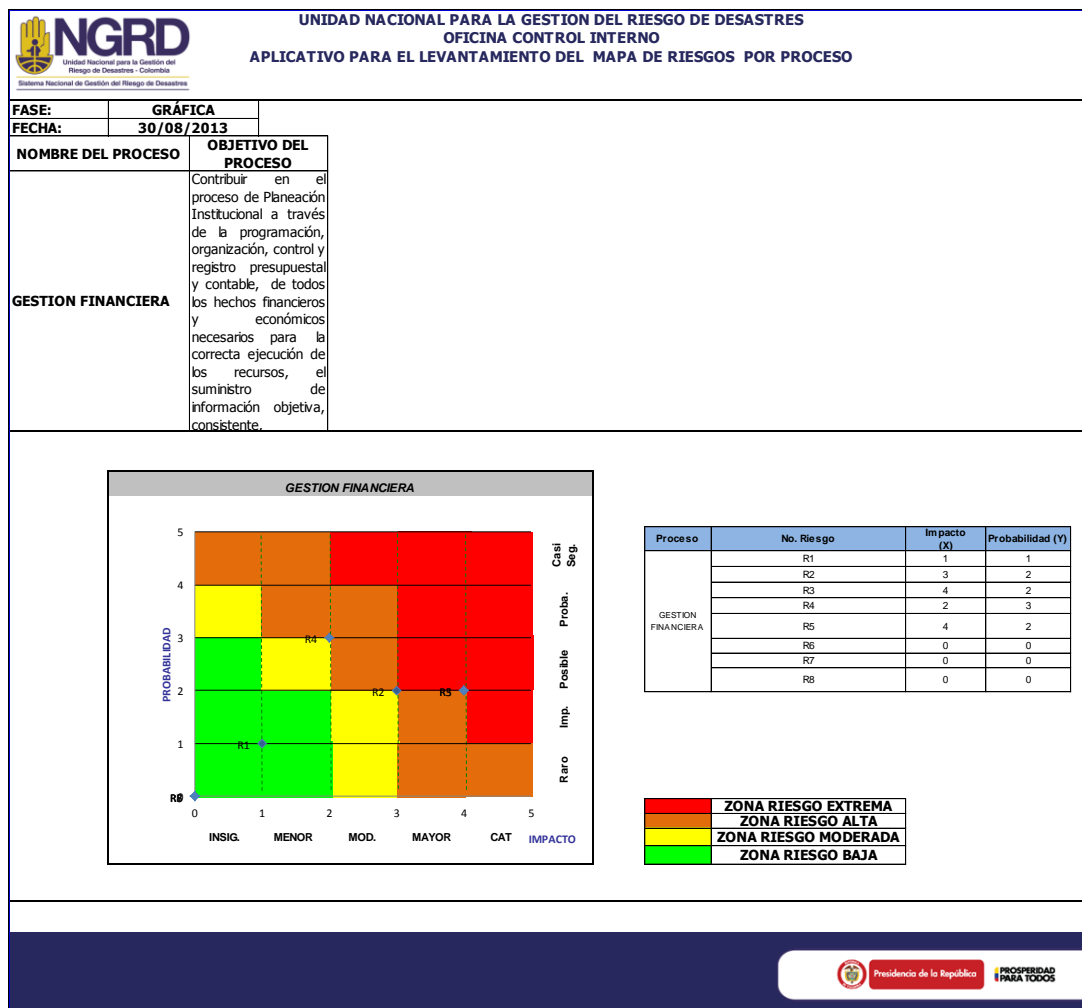 UNIDAD NACIONAL PARA LA GESTION DEL RIESGO DE DESASTRES
OFICINA CONTROL INTERNO
APLICATIVO PARA EL LEVANTAMIENTO DEL MAPA DE RIESGOS POR PROCESO
NGRD
Unidad Nacional para la Gestión del
Riesgo de Desastres - Colombia
Sistema Nacional de Gestión del Riesgo de Desastres
FASE: GRÁFICA
FECHA: 30/08/2013
NOMBRE DEL PROCESO
OBJETIVO DEL
PROCESO
GESTION FINANCIERA
Contribuir en el
proceso de Planeación
Institucional a través
de la programación,
organización, control y
registro presupuestal
y contable, de todos
los hechos financieros
y económicos
necesarios para la
correcta ejecución de
los recursos, el
suministro de
información objetiva,
consistente.
GESTION FINANCIERA
PROBABILIDAD
5
4
3
2
1
0
R4
R2
R1
Casi
Seg.
Proba.
Posible
Imp.
Raro
0 1 2 3 4 5
INSIG. MENOR MOD. MAYOR CAT IMPACTO
Proceso No. Riesgo Impacto
(X) Probabilidad (Y)
GESTION
FINANCIERA
R1 1 1
R2 3 2
R3 4 2
R4 2 3
R5 4 2
R6 0 0
R7 0 0
R8 0 0
ZONA RIESGO EXTREMA
ZONA RIESGO ALTA
ZONA RIESGO MODERADA
ZONA RIESGO BAJA
Presidencia de la República
PROSPERIDAD
PARA TODOS